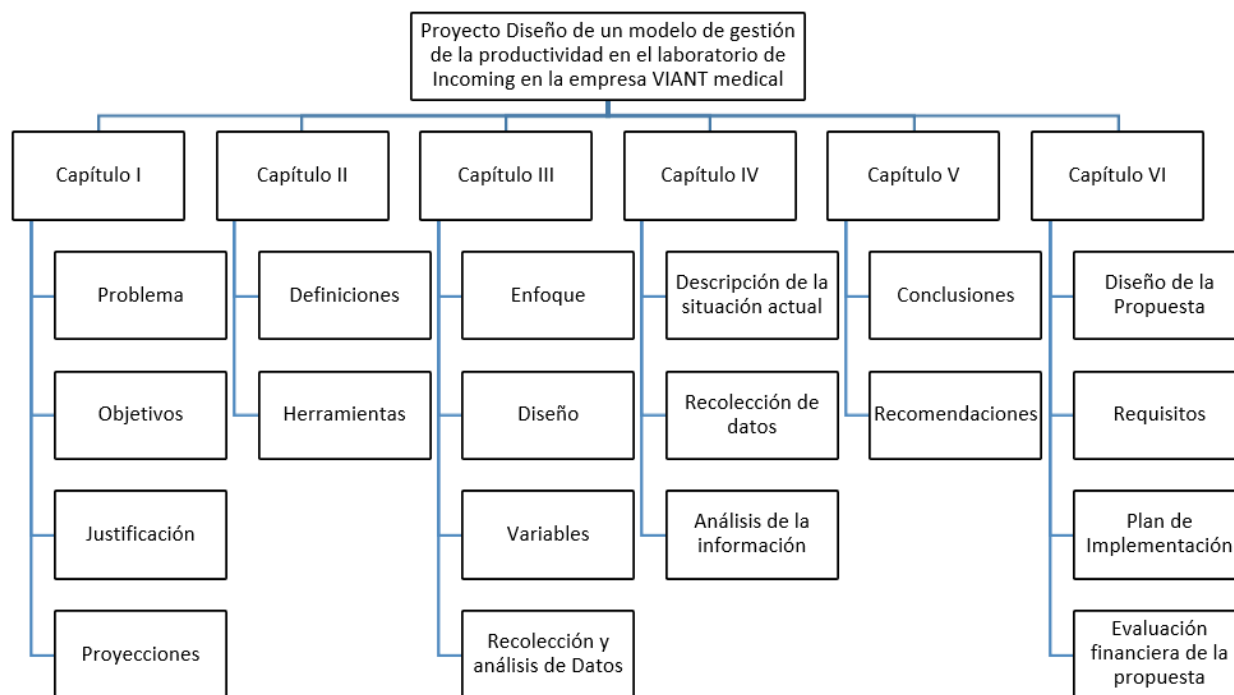 Proyecto Diseño de un modelo de gestión
de la productividad en el laboratorio de
Incoming en la empresa VIANT medical
Capítulo I
Capítulo II
Capítulo III
Capítulo IV
Capítulo V
Capítulo VI
Problema
Objetivos
Justificación
Proyecciones
Definiciones
Herramientas
Enfoque
Diseño
Variables
Recolección y
análisis de Datos
Descripción de la
situación actual
Recolección de
datos
Análisis de la
información
Conclusiones
Recomendaciones
Diseño de la
Propuesta
Requisitos
Plan de
Implementación
Evaluación
financiera de la
propuesta